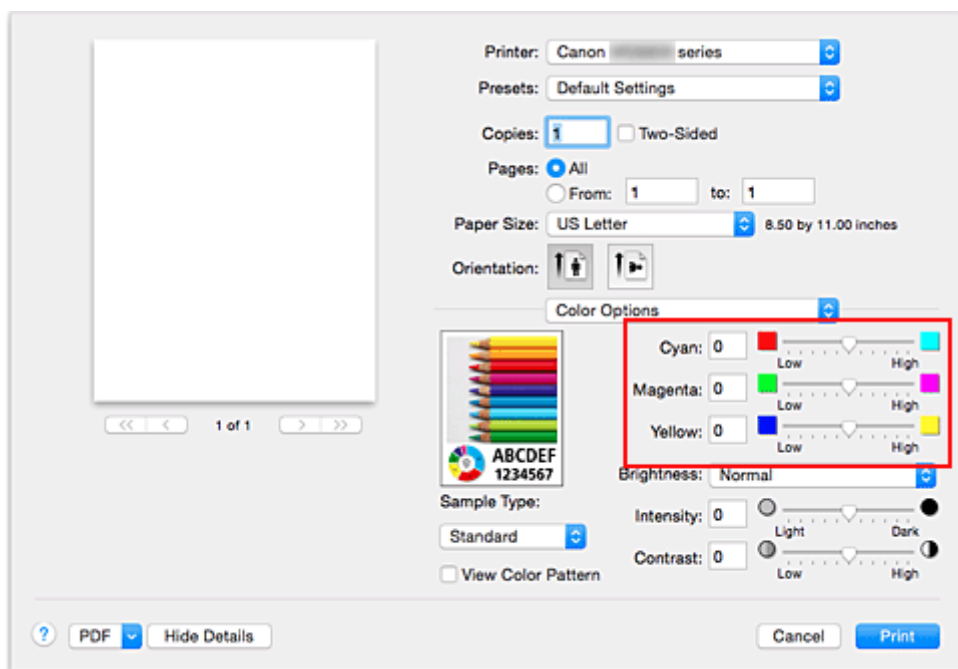 Printer: Canon series
Presets: Default Settings
Copies: 1 Two-Sided
Pages: All
From: 1 to: 1
Paper Size: US Letter 8.50 by 11.00 inches
Orientation:
Color Options
Cyan: 0
Low High
Magenta: 0
Low High
Yellow: 0
Low High
<< < 1 of 1 > >>
ABCDEF
1234567
Brightness: Normal
Sample Type:
Standard
Intensity: 0
Light Dark
Contrast: 0
Low High
View Color Pattern
? PDF Hide Details Cancel Print